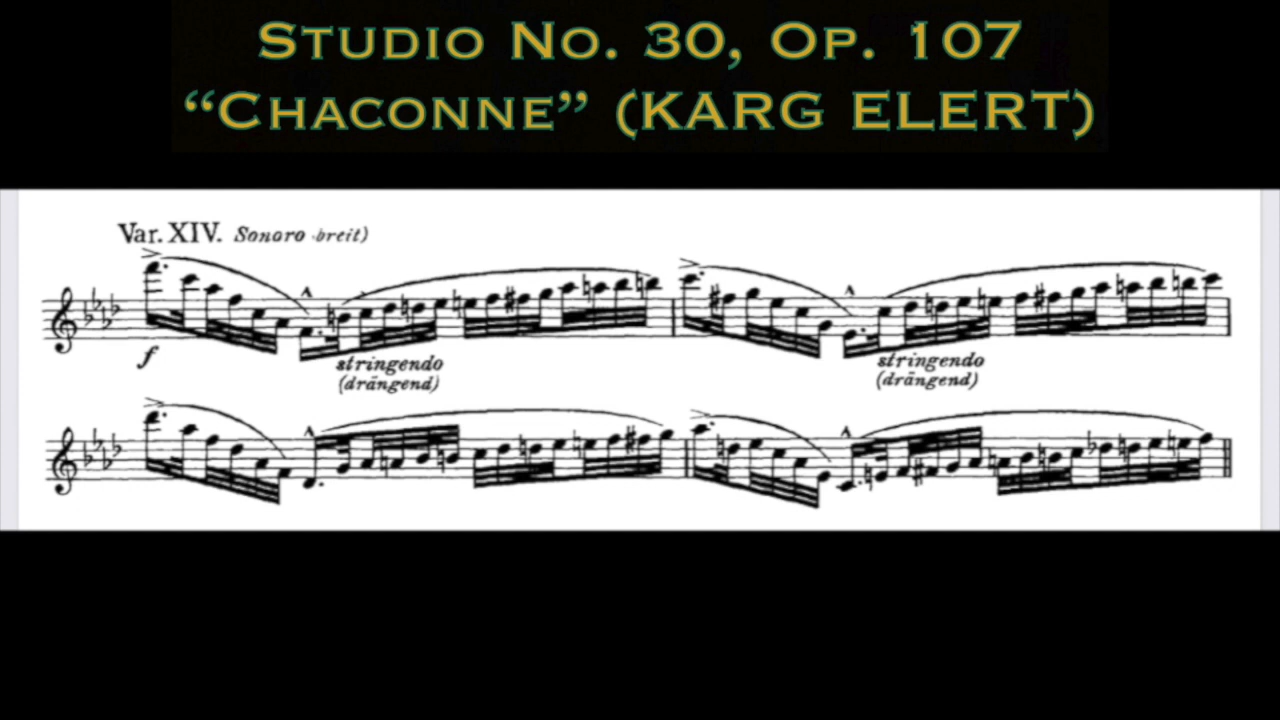 STUDIO NO. 30, OP. 107
“CHACONNE” (KARG ELERT)
Var. XIV. Sonoro breit)
f
stringendo
(drängend)
stringendo
(drängend)